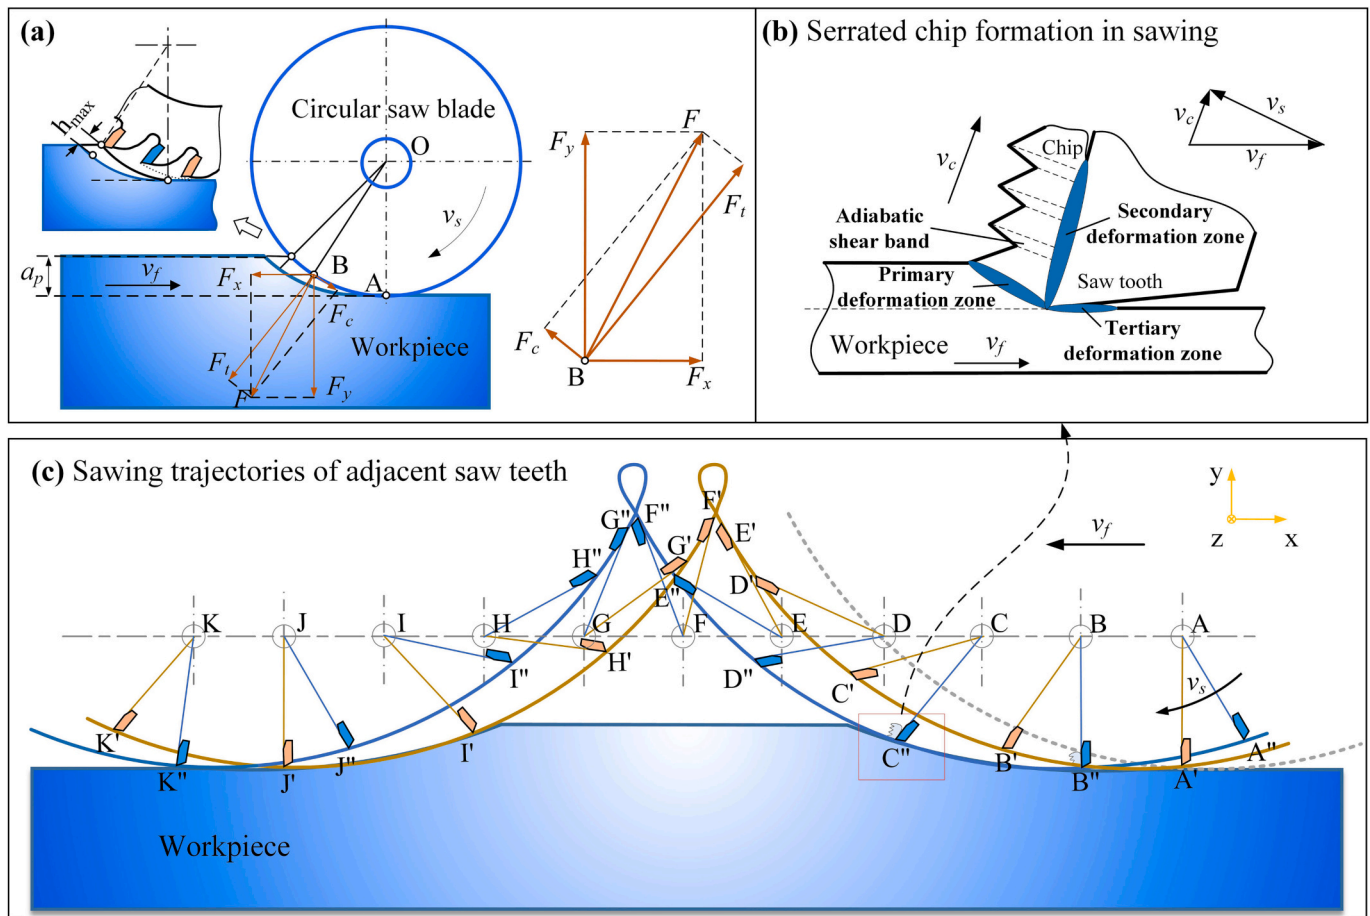 (a)
h_max
Circular saw blade
O
v_s
a_p
v_f
F_x
B
A
F_c
Workpiece
F_t
F
F_y
F_y
F
F_t
F_c
B
F_x
(b) Serrated chip formation in sawing
v_c
v_s
v_f
v_c
Chip
Adiabatic
shear band
Secondary
deformation zone
Primary
deformation zone
Saw tooth
Tertiary
deformation zone
Workpiece
v_f
(c) Sawing trajectories of adjacent saw teeth
y
z
x
v_f
G"
F"
F'
E'
H"
G'
E"
D'
K
J
I
H
G
F
E
D
C
B
A
I"
H'
D"
C'
v_s
K'
K"
J'
J"
I'
C"
B'
B"
A'
A"
Workpiece